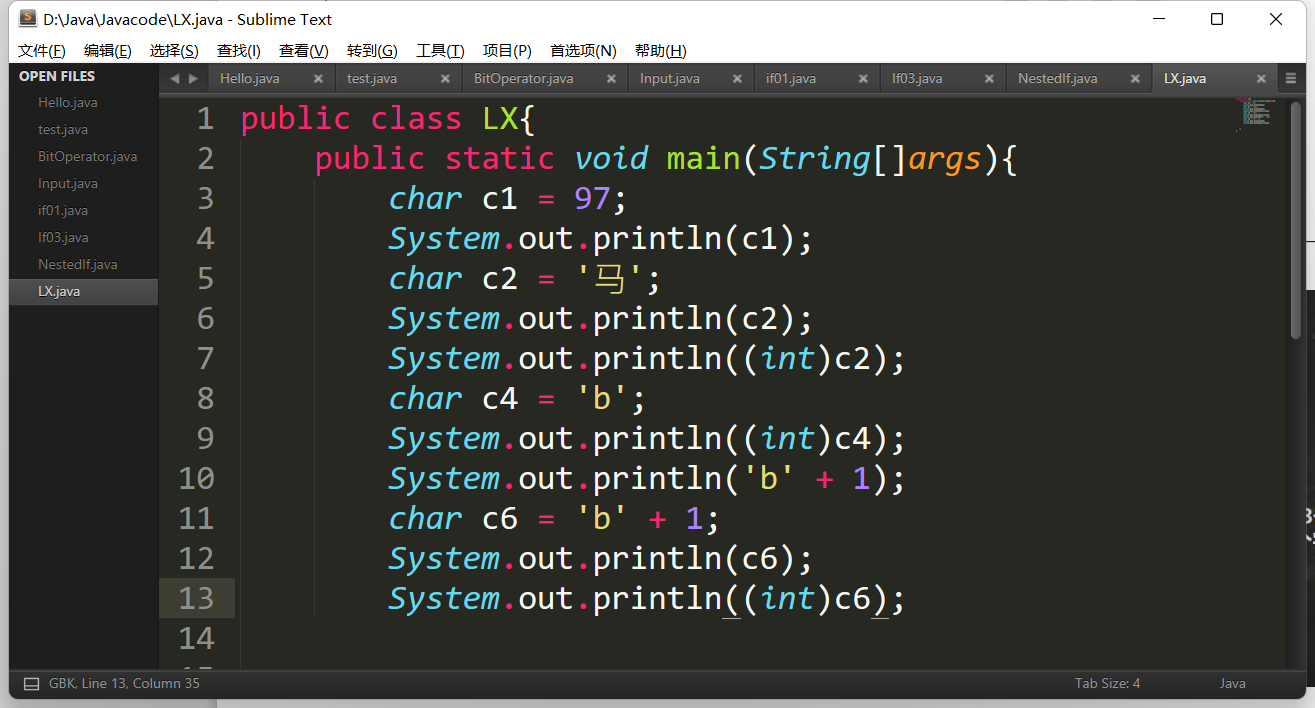 D:\Java\Javacode\LX.java - Sublime Text
文件(F) 编辑(E) 选择(S) 查找(I) 查看(V) 转到(G) 工具(T) 项目(P) 首选项(N) 帮助(H)
OPEN FILES
Hello.java
test.java
BitOperator.java
Input.java
if01.java
If03.java
NestedIf.java
LX.java
Hello.java test.java BitOperator.java Input.java if01.java If03.java NestedIf.java LX.java
1 public class LX{
2     public static void main(String[]args){
3         char c1 = 97;
4         System.out.println(c1);
5         char c2 = '马';
6         System.out.println(c2);
7         System.out.println((int)c2);
8         char c4 = 'b';
9         System.out.println((int)c4);
10         System.out.println('b' + 1);
11         char c6 = 'b' + 1;
12         System.out.println(c6);
13         System.out.println((int)c6);
14
GBK, Line 13, Column 35 Tab Size: 4 Java